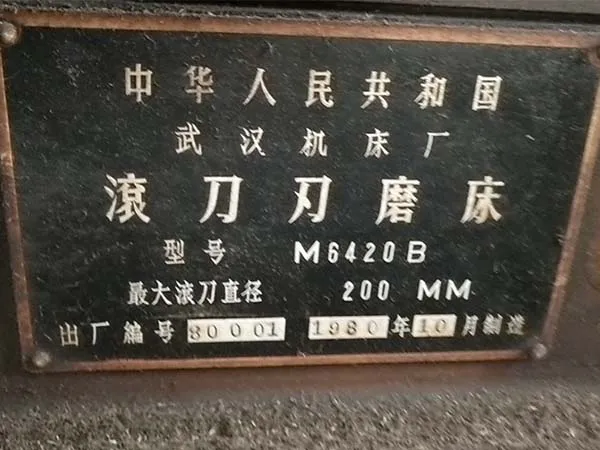 中华人民共和国
武汉机床厂
滚刀刃磨床
型号 M6420B
最大滚刀直径 200 MM
出厂编号 80001 1980年10月制造